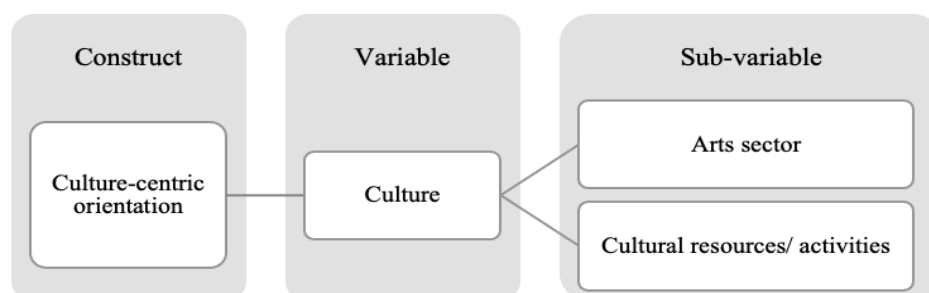 Construct
Variable
Sub-variable
Culture-centric
orientation
Culture
Arts sector
Cultural resources/ activities